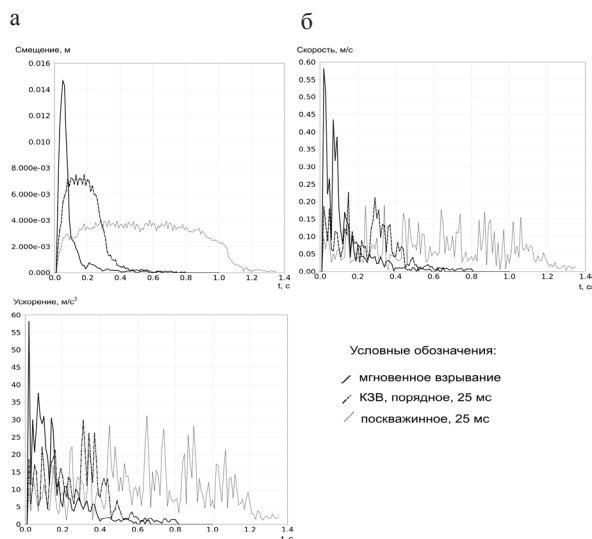 а
б
Смещение, м
0.016
0.014
0.012
0.010
8.000e-03
6.000e-03
4.000e-03
2.000e-03
0.000
0.0 0.2 0.4 0.6 0.8 1.0 1.2 1.4
t, с
Скорость, м/с
0.60
0.55
0.50
0.45
0.40
0.35
0.30
0.25
0.20
0.15
0.10
0.05
0.00
0.0 0.2 0.4 0.6 0.8 1.0 1.2 1.4
t, с
Ускорение, м/с²
60
55
50
45
40
35
30
25
20
15
10
5
0
0.0 0.2 0.4 0.6 0.8 1.0 1.2 1.4
t, с
Условные обозначения:
мгновенное взрывание
КЗВ, порядное, 25 мс
поскважинное, 25 мс